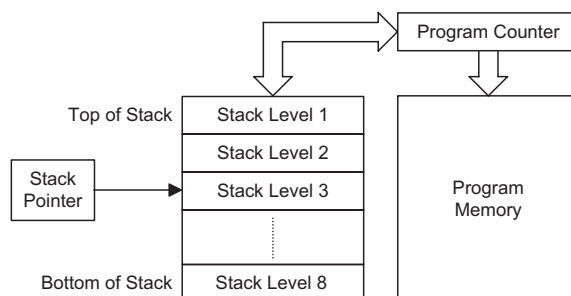 Program Counter
Top of Stack
Stack Level 1
Stack Level 2
Stack
Pointer
Stack Level 3
Program
Memory
Bottom of Stack
Stack Level 8